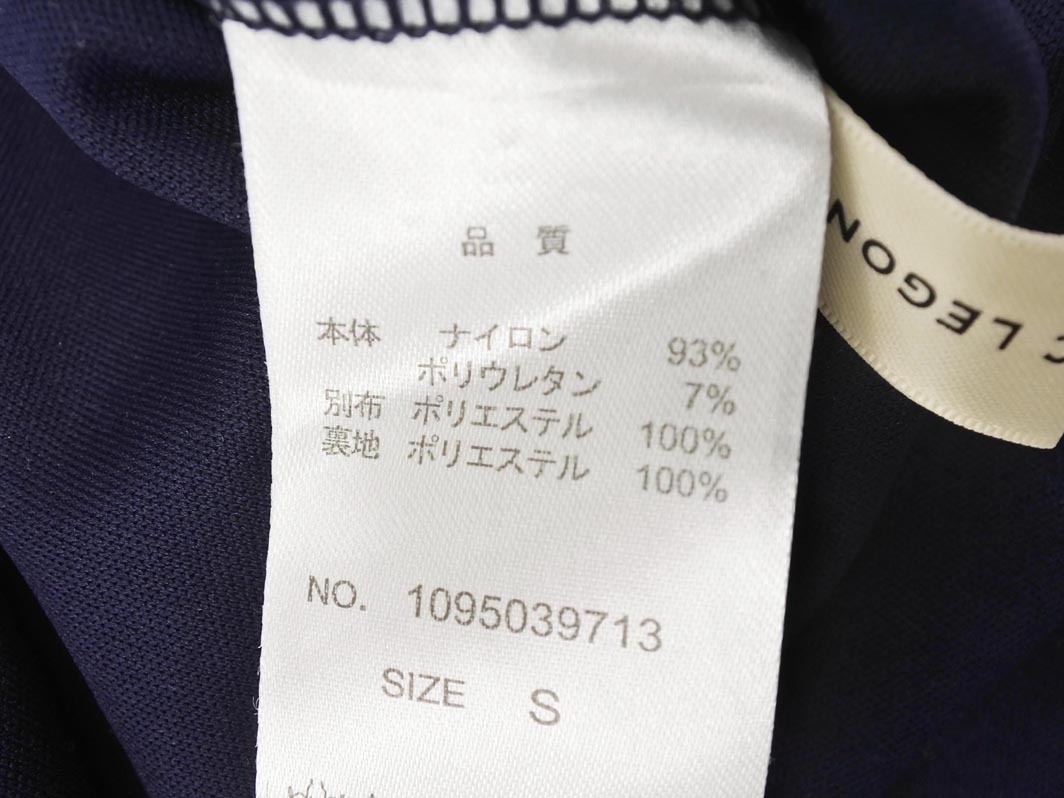 品 質
本体 ナイロン 93%
ポリウレタン 7%
別布 ポリエステル 100%
裏地 ポリエステル 100%
NO. 1095039713
SIZE S
C LEGON